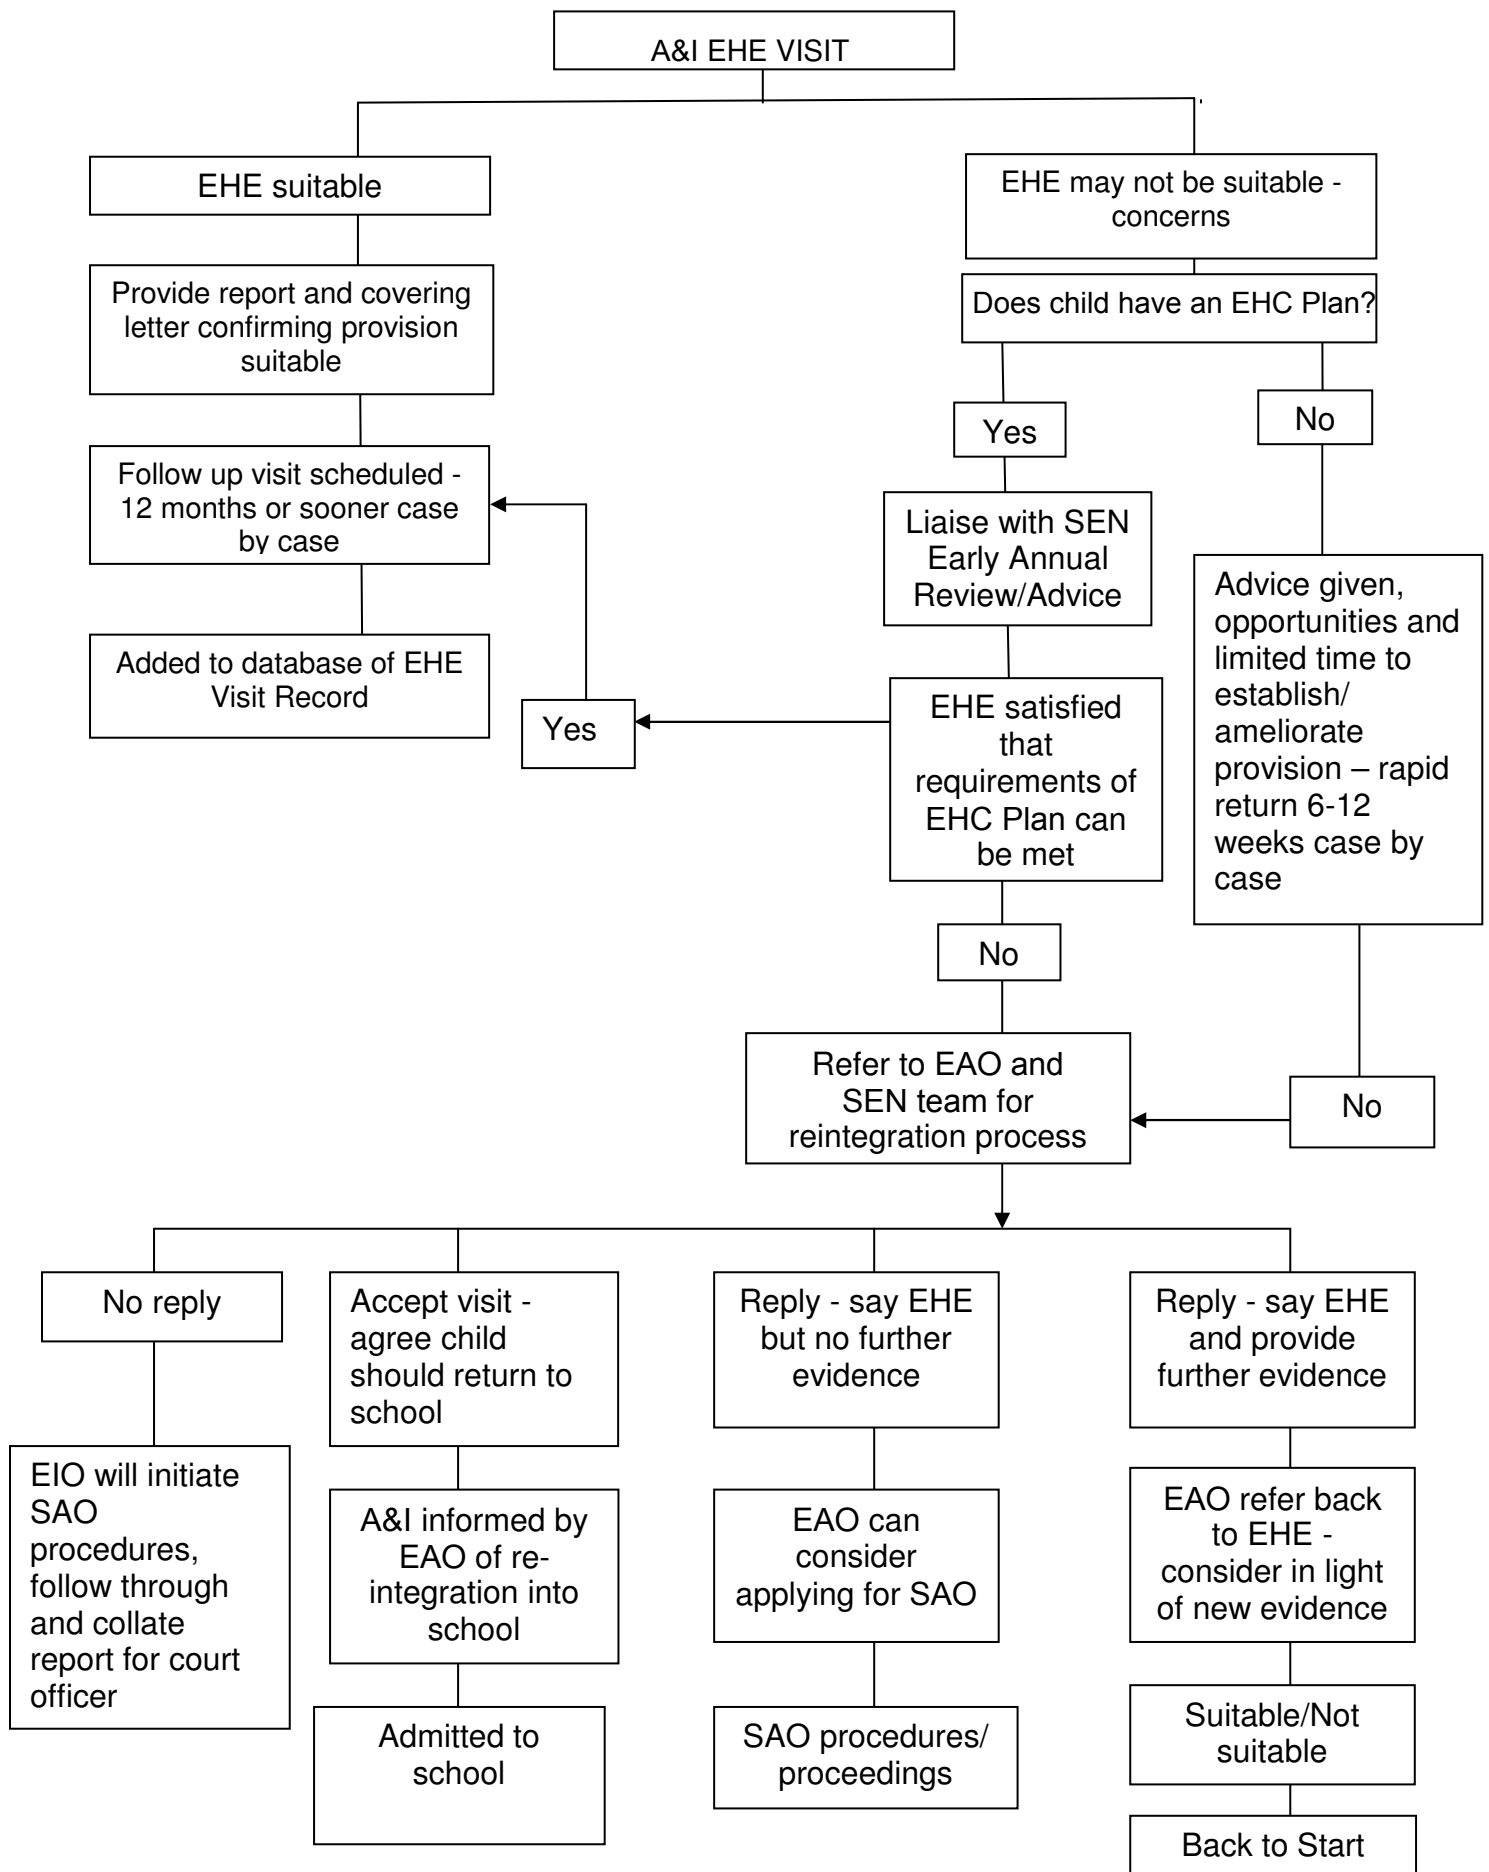 A&I EHE VISIT
EHE suitable
EHE may not be suitable -
concerns
Provide report and covering
letter confirming provision
suitable
Does child have an EHC Plan?
Yes
No
Follow up visit scheduled -
12 months or sooner case
by case
Liaise with SEN
Early Annual
Review/Advice
Advice given,
opportunities and
limited time to
establish/
ameliorate
provision – rapid
return 6-12
weeks case by
case
Added to database of EHE
Visit Record
Yes
EHE satisfied
that
requirements of
EHC Plan can
be met
No
Refer to EAO and
SEN team for
reintegration process
No
No reply
Accept visit -
agree child
should return to
school
Reply - say EHE
but no further
evidence
Reply - say EHE
and provide
further evidence
EIO will initiate
SAO
procedures,
follow through
and collate
report for court
officer
A&I informed by
EAO of re-
integration into
school
EAO can
consider
applying for SAO
EAO refer back
to EHE -
consider in light
of new evidence
Admitted to
school
SAO procedures/
proceedings
Suitable/Not
suitable
Back to Start